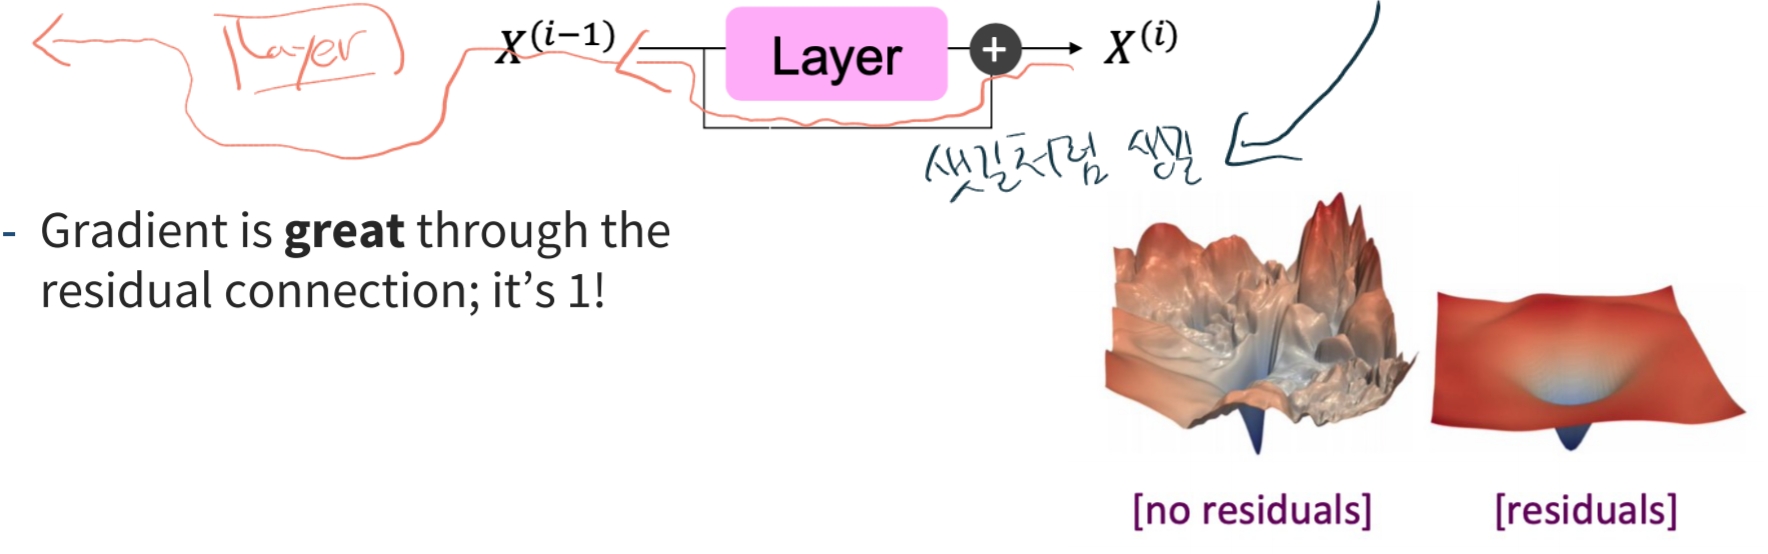 Layer
X^(i−1) Layer + X^(i)
샛길처럼 생김
- Gradient is great through the
residual connection; it's 1!
[no residuals] [residuals]